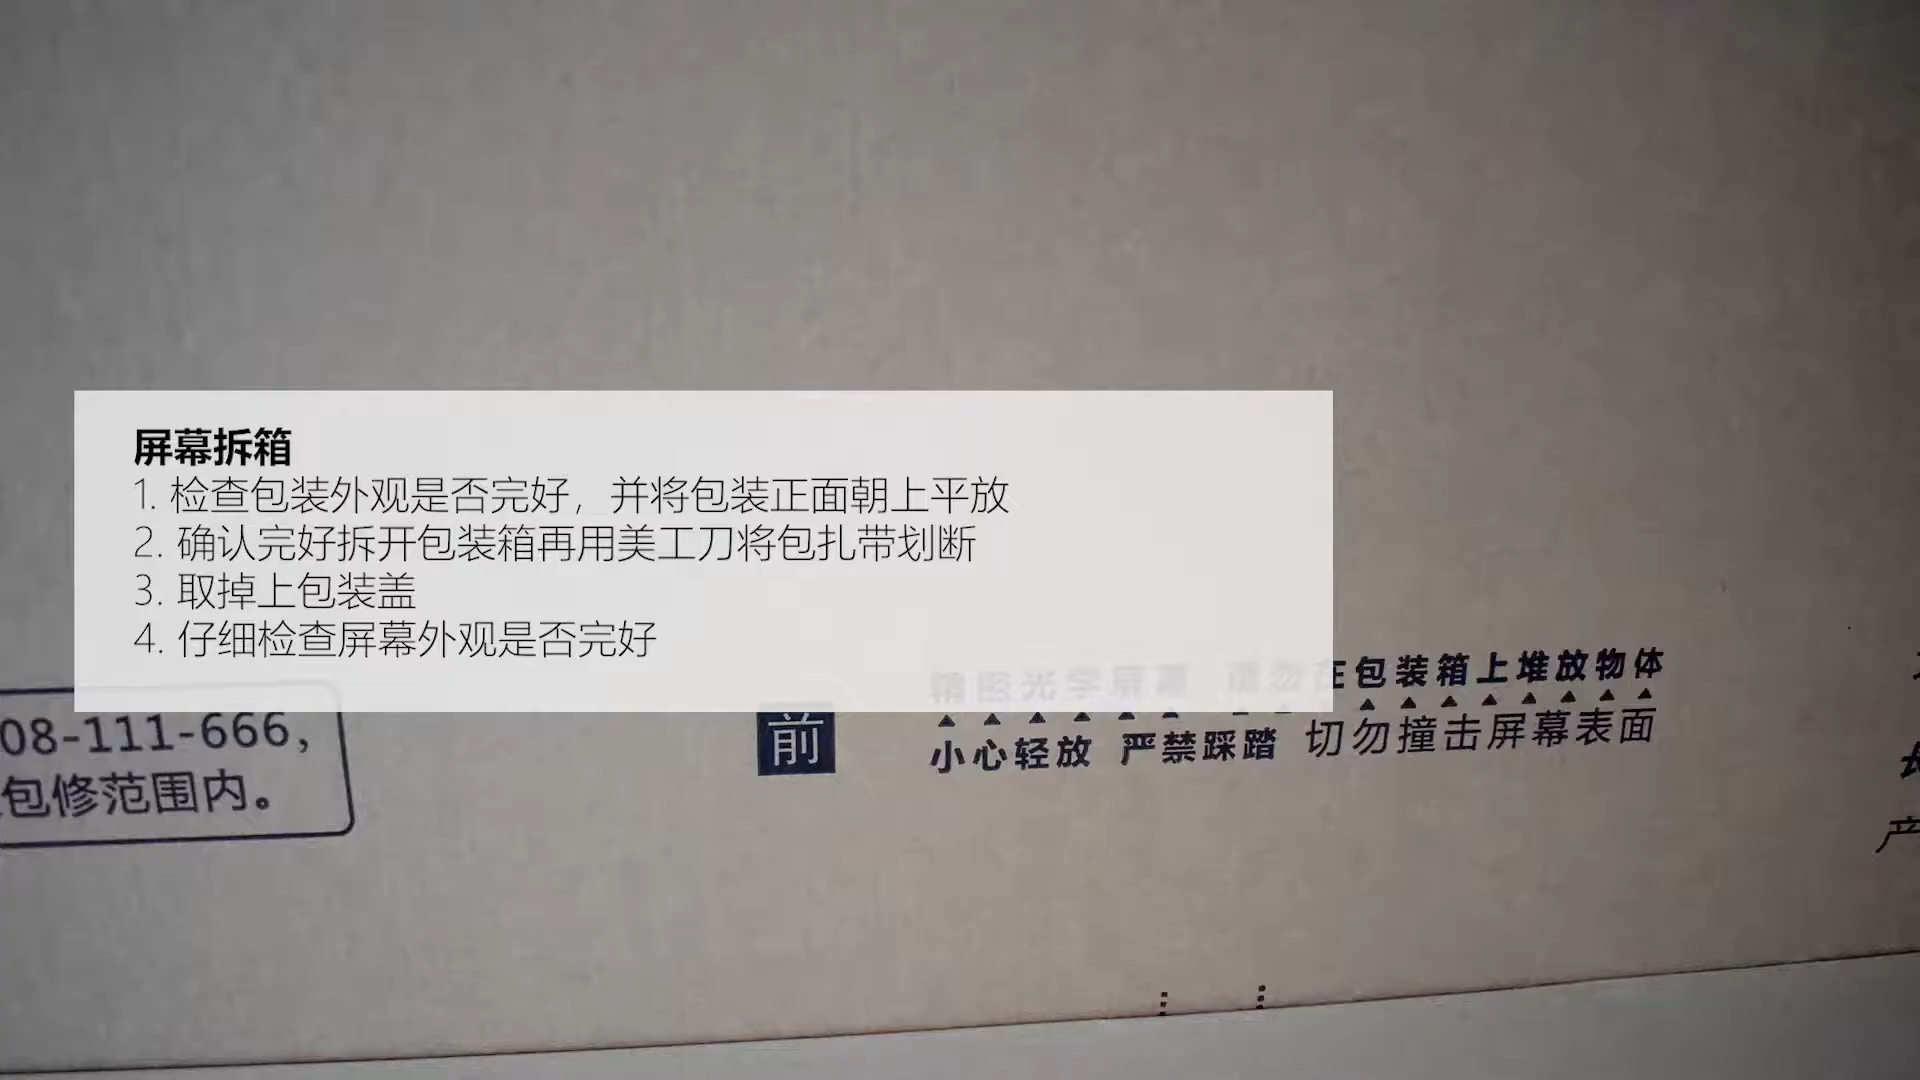 屏幕拆箱
1. 检查包装外观是否完好，并将包装正面朝上平放
2. 确认完好拆开包装箱再用美工刀将包扎带划断
3. 取掉上包装盖
4. 仔细检查屏幕外观是否完好
在包装箱上堆放物体
08-111-666，
包修范围内。
前
小心轻放 严禁踩踏 切勿撞击屏幕表面
产